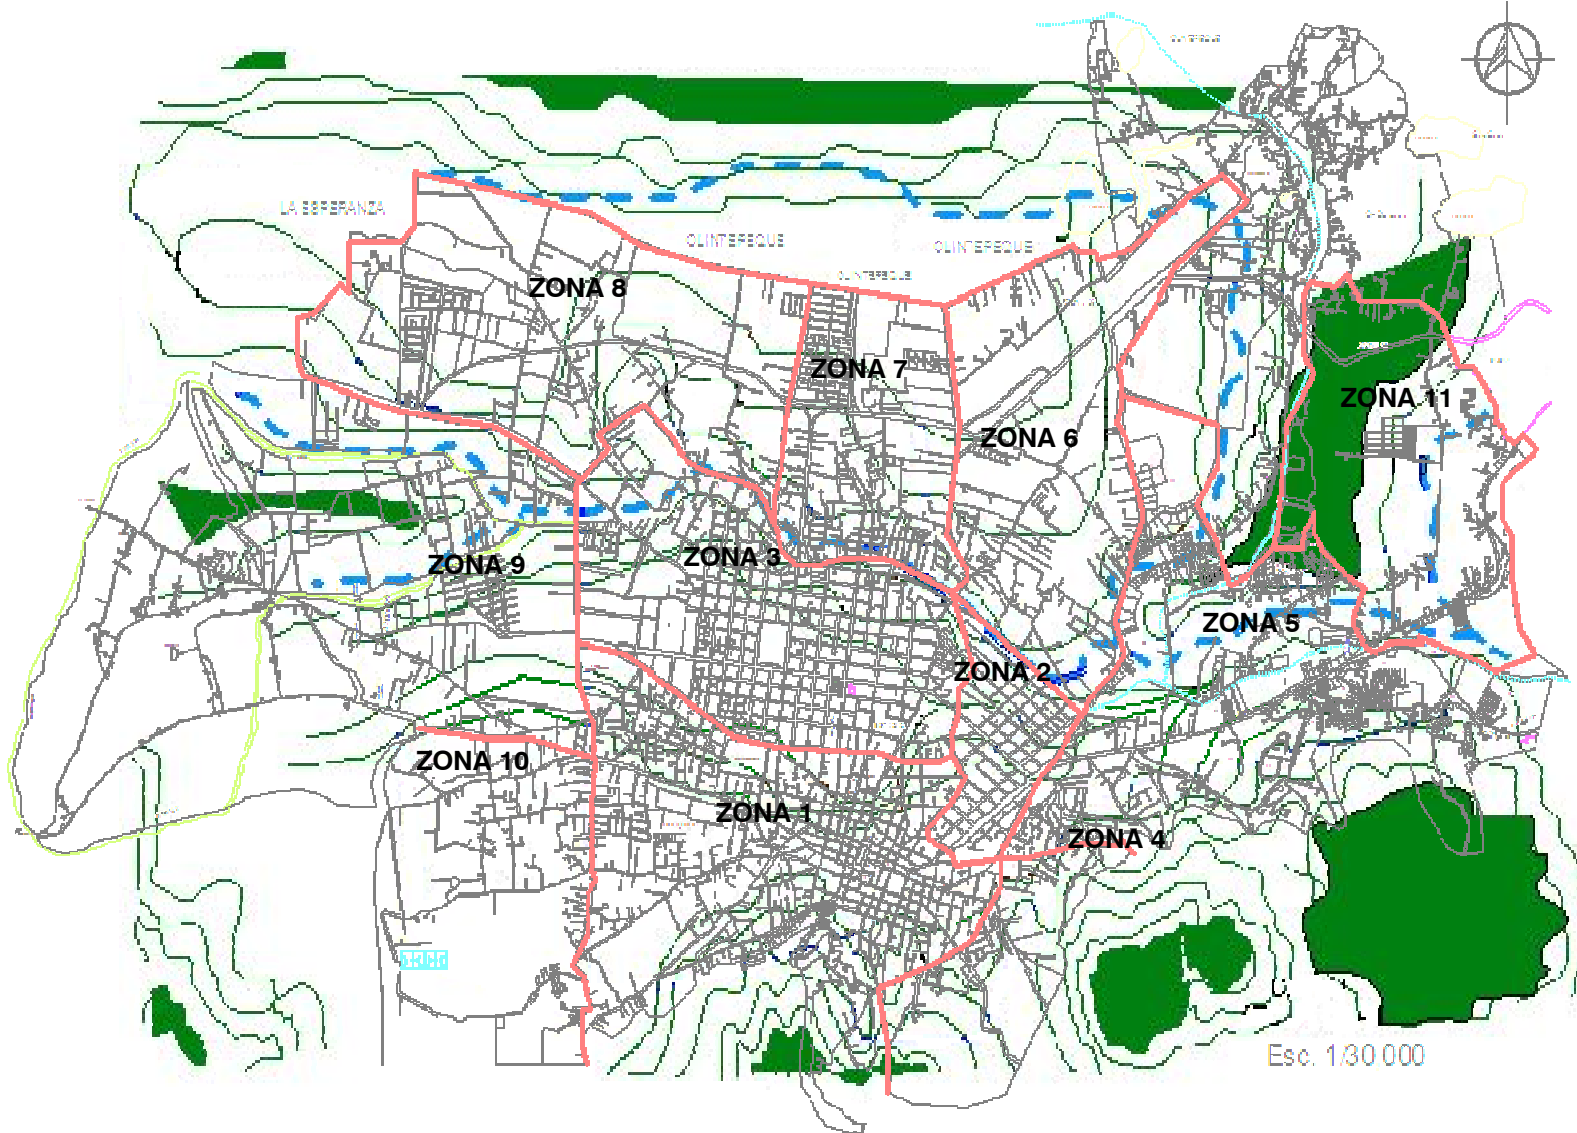 LA ESPERANZA
OLINTEPEQUE
OLINTEPEQUE
OLINTEPEQUE
ZONA 8
ZONA 7
ZONA 11
ZONA 6
ZONA 3
ZONA 9
ZONA 5
ZONA 2
ZONA 10
ZONA 1
ZONA 4
Esc. 1/30 000